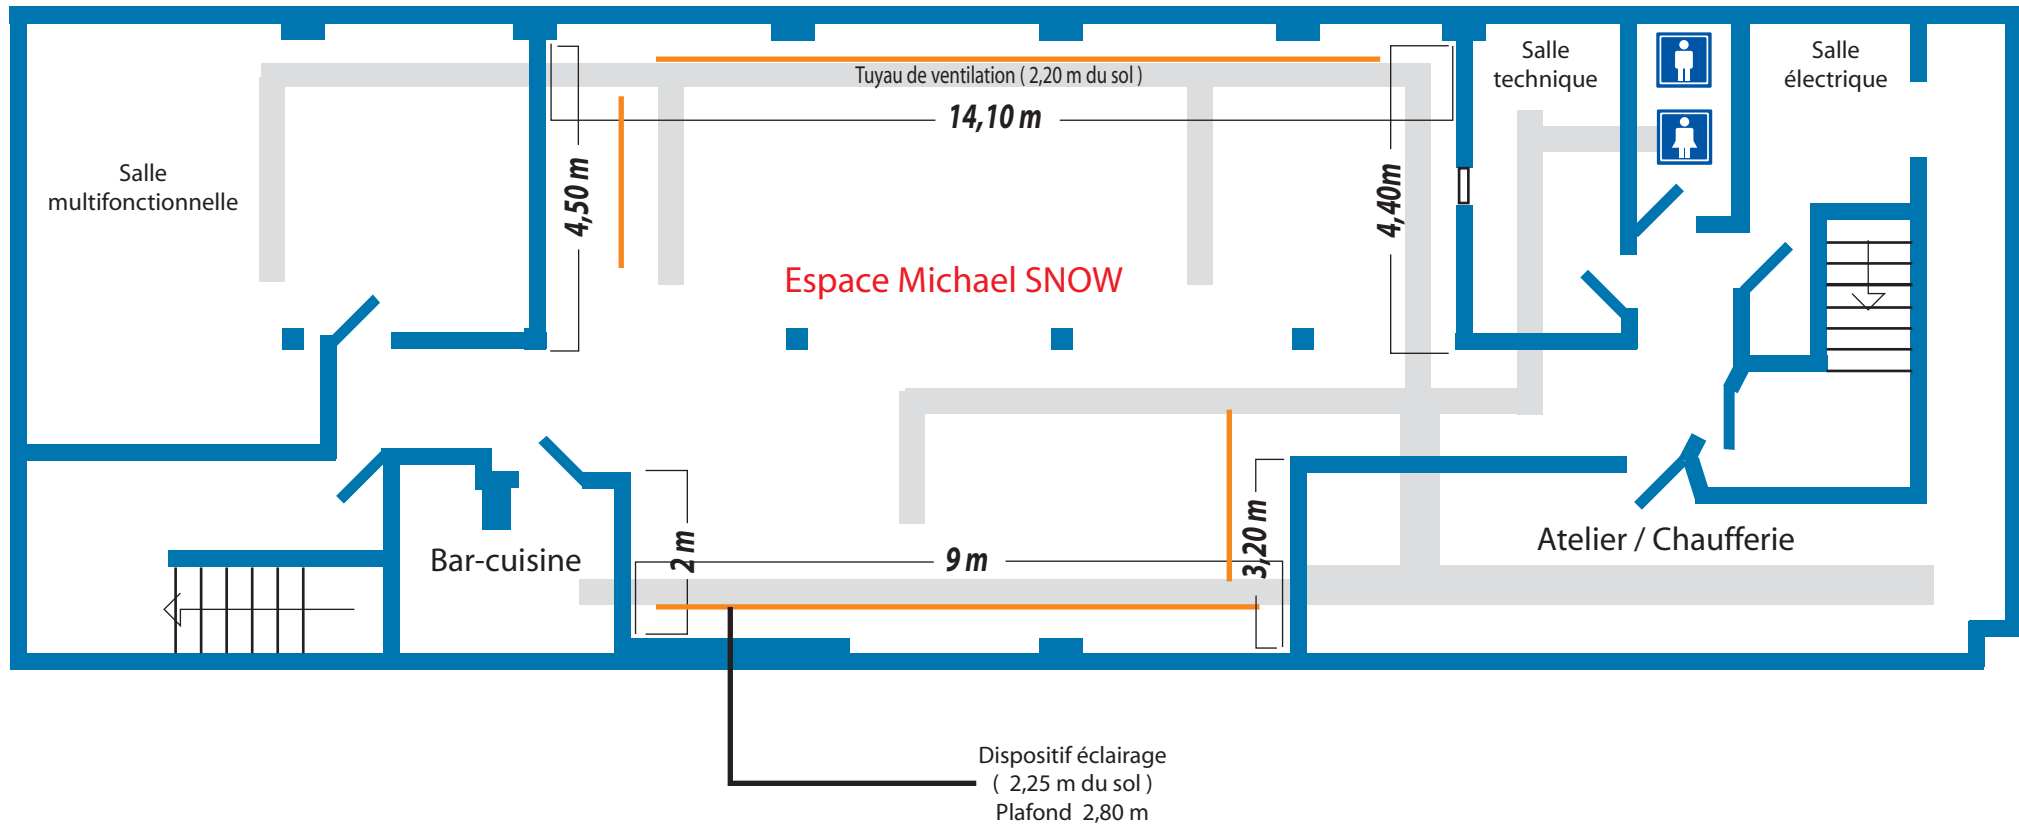 Tuyau de ventilation ( 2,20 m du sol )
14,10 m
Salle
technique
Salle
électrique
Salle
multifonctionnelle
4,50 m
4,40m
Espace Michael SNOW
Bar-cuisine
2 m
9 m
3,20 m
Atelier / Chaufferie
Dispositif éclairage
( 2,25 m du sol )
Plafond 2,80 m